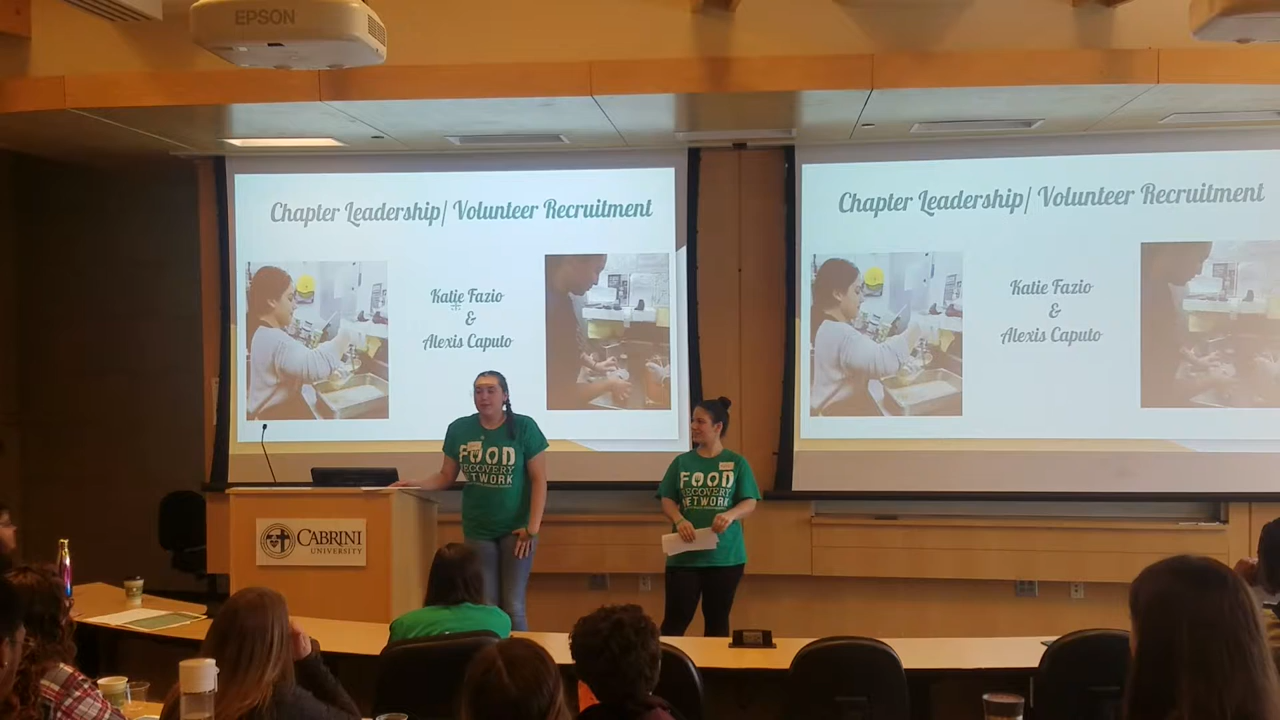 EPSON
Chapter Leadership/ Volunteer Recruitment
Katie Fazio
&
Alexis Caputo
Chapter Leadership/ Volunteer Recruitment
Katie Fazio
&
Alexis Caputo
FOOD
RECOVERY
NETWORK
FOOD
RECOVERY
NETWORK
CABRINI
UNIVERSITY